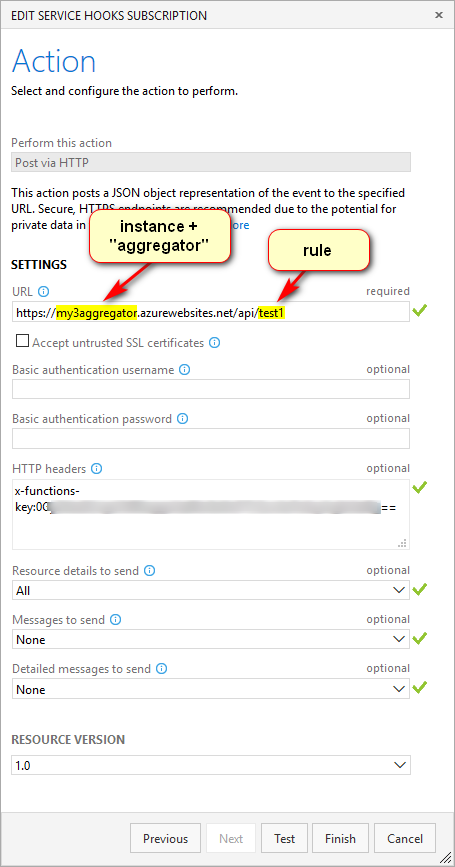 EDIT SERVICE HOOKS SUBSCRIPTION
Action
Select and configure the action to perform.
Perform this action
Post via HTTP
This action posts a JSON object representation of the event to the specified
URL. Secure, HTTPS endpoints are recommended due to the potential for
private data in
instance +
"aggregator"
rule
SETTINGS
URL required
https://my3aggregator.azurewebsites.net/api/test1
Accept untrusted SSL certificates
Basic authentication username optional
Basic authentication password optional
HTTP headers optional
x-functions-
key:0C ==
Resource details to send optional
All
Messages to send optional
None
Detailed messages to send optional
None
RESOURCE VERSION
1.0
Previous Next Test Finish Cancel